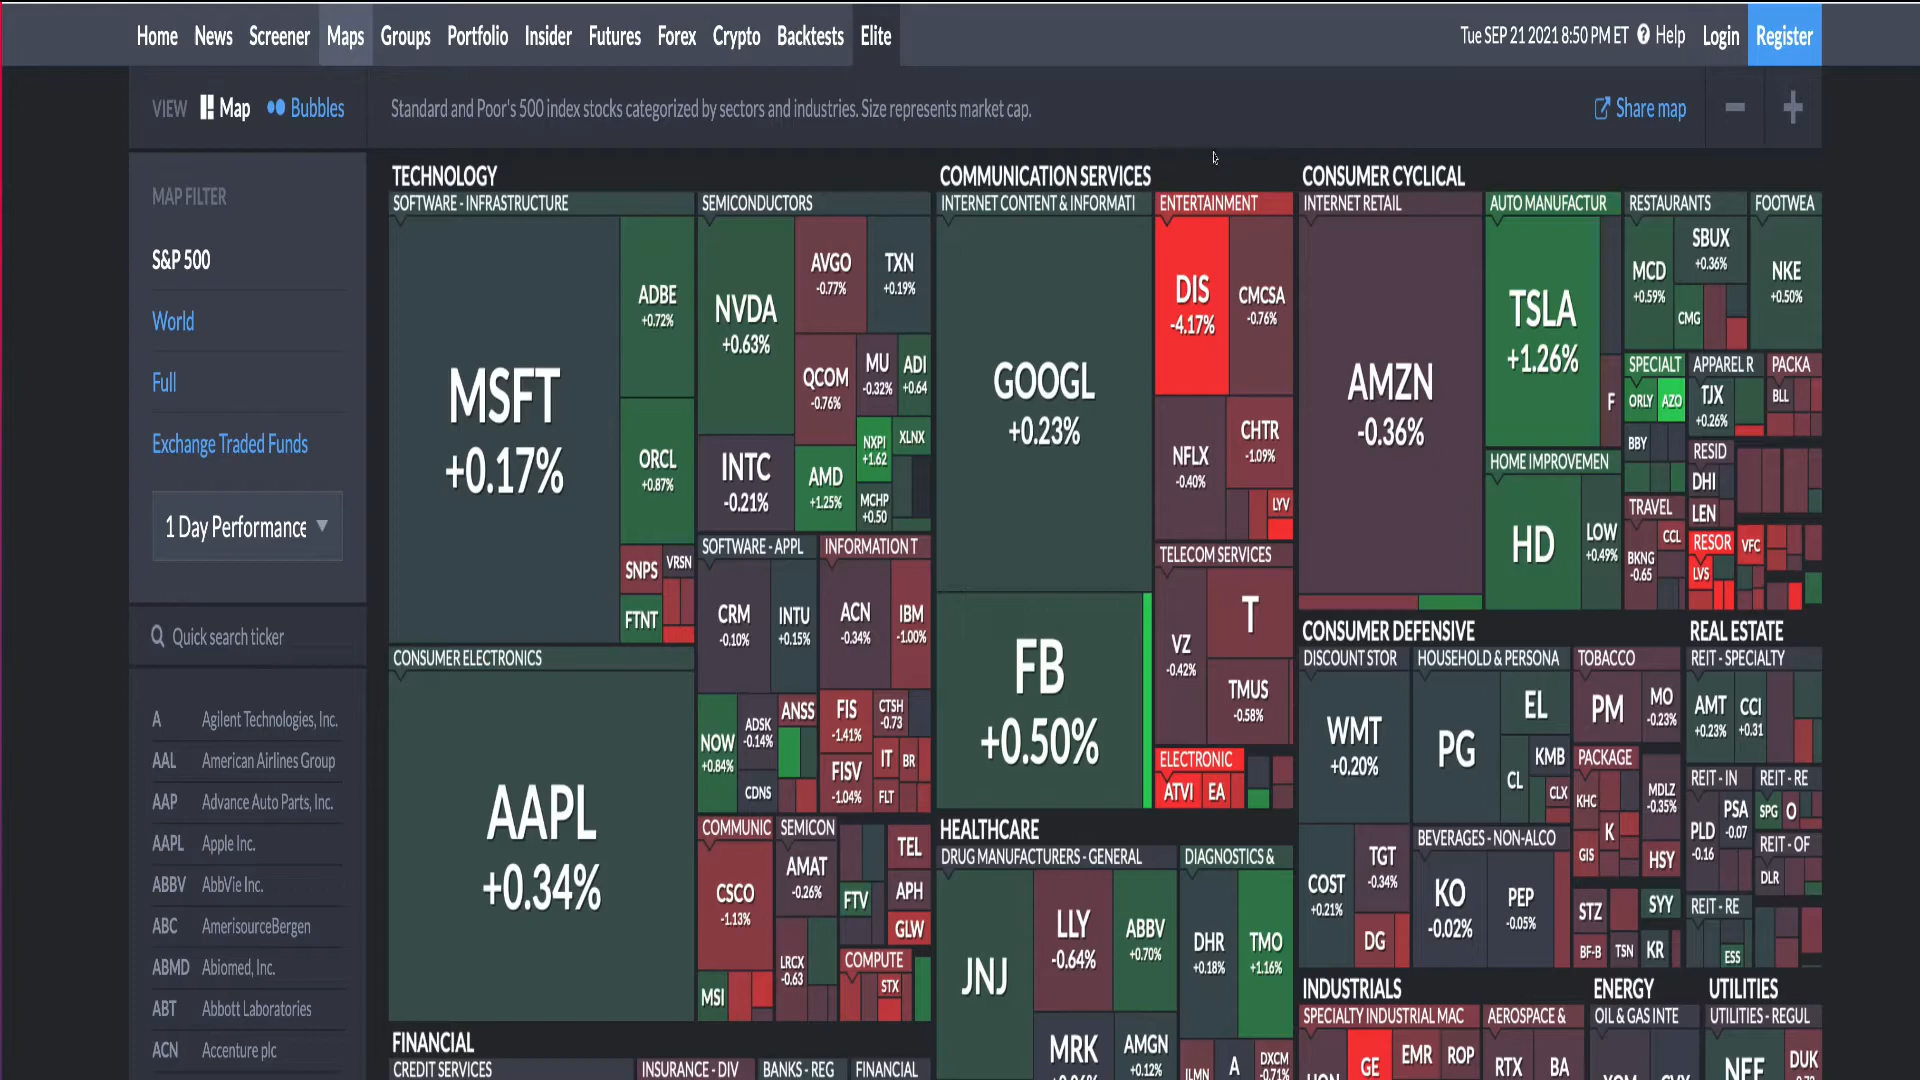 Home News Screener Maps Groups Portfolio Insider Futures Forex Crypto Backtests Elite
Tue SEP 21 2021 8:50 PM ET Help Login Register
VIEW Map Bubbles
Standard and Poor's 500 index stocks categorized by sectors and industries. Size represents market cap.
Share map
MAP FILTER
S&P 500
World
Full
Exchange Traded Funds
1 Day Performance
Quick search ticker
A Agilent Technologies, Inc.
AAL American Airlines Group
AAP Advance Auto Parts, Inc.
AAPL Apple Inc.
ABBV AbbVie Inc.
ABC AmerisourceBergen
ABMD Abiomed, Inc.
ABT Abbott Laboratories
ACN Accenture plc
TECHNOLOGY
SOFTWARE - INFRASTRUCTURE
MSFT
+0.17%
ADBE
+0.72%
ORCL
+0.87%
SNPS
VRSN
FTNT
CONSUMER ELECTRONICS
AAPL
+0.34%
SEMICONDUCTORS
NVDA
+0.63%
AVGO
-0.77%
TXN
+0.19%
QCOM
-0.76%
MU
-0.32%
ADI
+0.64
INTC
-0.21%
AMD
+1.25%
NXPI
+1.62
XLNX
MCHP
+0.50
SOFTWARE - APPL
CRM
-0.10%
INTU
+0.15%
NOW
+0.84%
ADSK
-0.14%
ANSS
CDNS
INFORMATION T
ACN
-0.34%
IBM
-1.00%
FIS
-1.41%
CTSH
-0.73
FISV
-1.04%
IT
BR
FLT
COMMUNIC
CSCO
-1.13%
MSI
SEMICON
AMAT
-0.26%
LRCX
-0.63
FTV
TEL
APH
GLW
COMPUTE
STX
FINANCIAL
CREDIT SERVICES
INSURANCE - DIV
BANKS - REG
FINANCIAL
COMMUNICATION SERVICES
INTERNET CONTENT & INFORMATI
GOOGL
+0.23%
FB
+0.50%
ENTERTAINMENT
DIS
-4.17%
CMCSA
-0.76%
NFLX
-0.40%
CHTR
-1.09%
LYV
TELECOM SERVICES
VZ
-0.42%
T
TMUS
-0.58%
ELECTRONIC
ATVI
EA
HEALTHCARE
DRUG MANUFACTURERS - GENERAL
JNJ
LLY
-0.64%
ABBV
+0.70%
MRK
AMGN
+0.12%
DIAGNOSTICS &
DHR
+0.18%
TMO
+1.16%
ILMN
A
DXCM
-0.71%
CONSUMER CYCLICAL
INTERNET RETAIL
AMZN
-0.36%
AUTO MANUFACTUR
TSLA
+1.26%
F
HOME IMPROVEMEN
HD
LOW
+0.49%
RESTAURANTS
MCD
+0.59%
SBUX
+0.36%
CMG
FOOTWEA
NKE
+0.50%
SPECIALT
ORLY
AZO
BBY
APPAREL R
TJX
+0.26%
PACKA
BLL
RESID
DHI
LEN
TRAVEL
BKNG
-0.65
CCL
RESOR
LVS
VFC
CONSUMER DEFENSIVE
DISCOUNT STOR
WMT
+0.20%
COST
+0.21%
TGT
-0.34%
DG
HOUSEHOLD & PERSONA
PG
EL
CL
KMB
CLX
BEVERAGES - NON-ALCO
KO
-0.02%
PEP
-0.05%
TOBACCO
PM
MO
-0.23%
PACKAGE
KHC
K
GIS
MDLZ
-0.35%
HSY
STZ
BF-B
SYY
TSN
KR
REAL ESTATE
REIT - SPECIALTY
AMT
+0.23%
CCI
+0.31
REIT - IN
PLD
-0.16
PSA
-0.07
REIT - RE
SPG
O
REIT - OF
DLR
REIT - RE
ESS
INDUSTRIALS
SPECIALTY INDUSTRIAL MAC
HON
GE
EMR
ROP
AEROSPACE &
RTX
BA
ENERGY
OIL & GAS INTE
XOM
CVX
UTILITIES
UTILITIES - REGUL
NEE
DUK